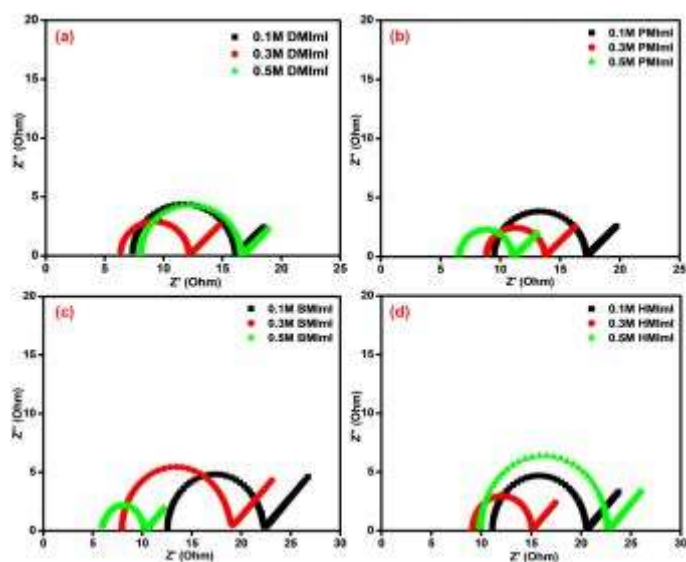 (a)
0.1M DMImI
0.3M DMImI
0.5M DMImI
20
15
10
5
0
Z'' (Ohm)
0 5 10 15 20 25
Z' (Ohm)
(b)
0.1M PMImI
0.3M PMImI
0.5M PMImI
20
15
10
5
0
Z'' (Ohm)
0 5 10 15 20 25
Z' (Ohm)
(c)
0.1M BMImI
0.3M BMImI
0.5M BMImI
20
15
10
5
0
Z'' (Ohm)
0 5 10 15 20 25 30
Z' (Ohm)
(d)
0.1M HMImI
0.3M HMImI
0.5M HMImI
20
15
10
5
0
Z'' (Ohm)
0 5 10 15 20 25 30
Z' (Ohm)